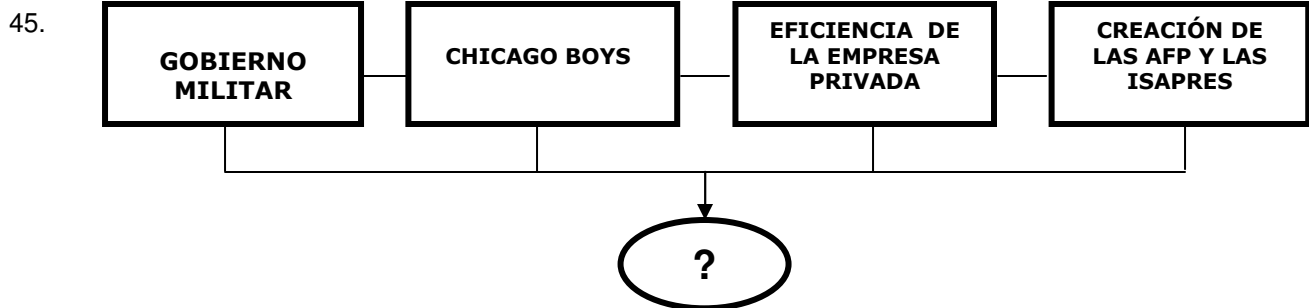 45.
GOBIERNO
MILITAR
CHICAGO BOYS
EFICIENCIA DE
LA EMPRESA
PRIVADA
CREACIÓN DE
LAS AFP Y LAS
ISAPRES
?